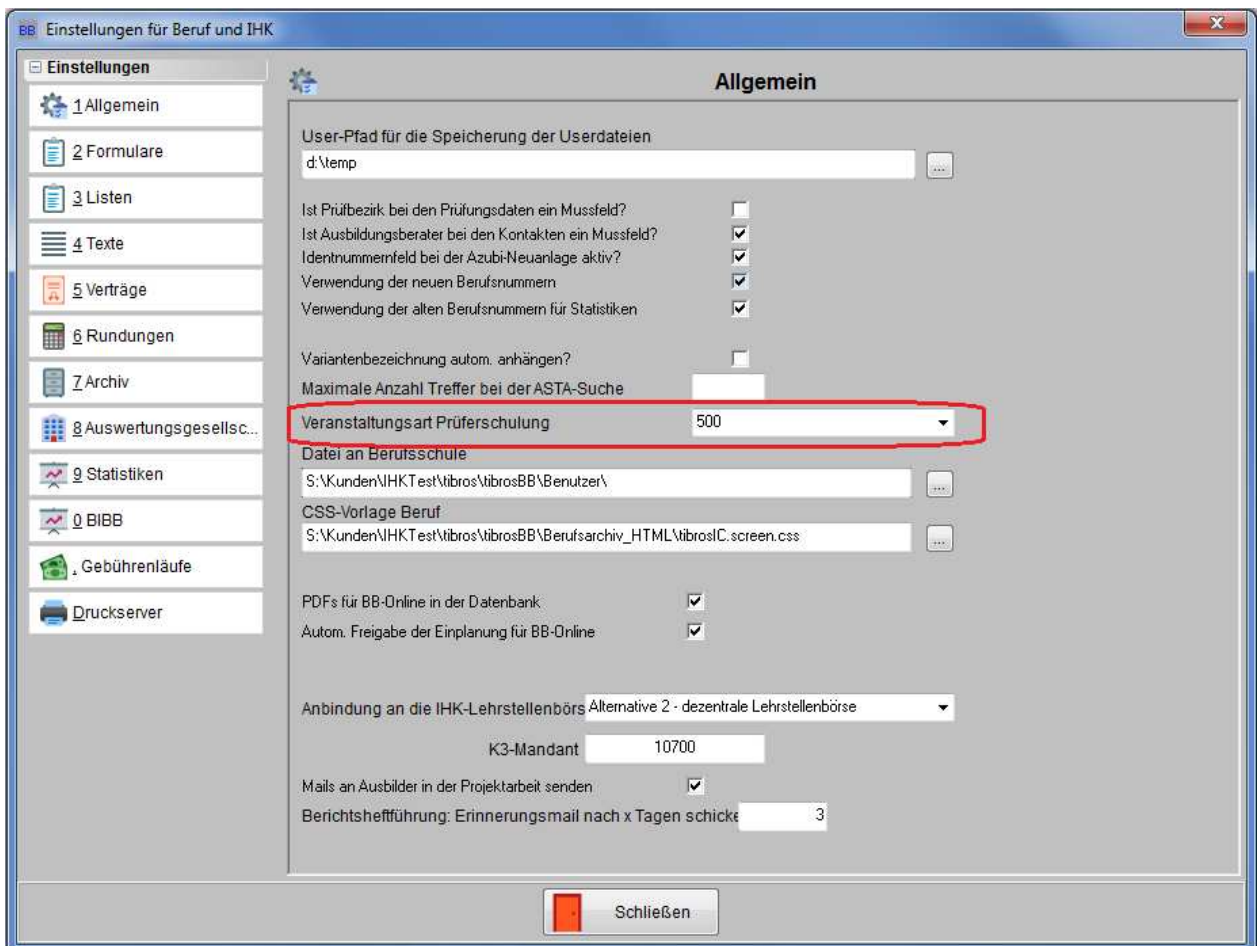 BB Einstellungen für Beruf und IHK
Einstellungen
1 Allgemein
2 Formulare
3 Listen
4 Texte
5 Verträge
6 Rundungen
7 Archiv
8 Auswertungsgesellsc...
9 Statistiken
0 BIBB
. Gebührenläufe
Druckserver
Allgemein
User-Pfad für die Speicherung der Userdateien
d:\temp
...
Ist Prüfbezirk bei den Prüfungsdaten ein Mussfeld?
Ist Ausbildungsberater bei den Kontakten ein Mussfeld?
Identnummernfeld bei der Azubi-Neuanlage aktiv?
Verwendung der neuen Berufsnummern
Verwendung der alten Berufsnummern für Statistiken
Variantenbezeichnung autom. anhängen?
Maximale Anzahl Treffer bei der ASTA-Suche
Veranstaltungsart Prüferschulung 500
Datei an Berufsschule
S:\Kunden\IHKTest\tibros\tibrosBB\Benutzer\
...
CSS-Vorlage Beruf
S:\Kunden\IHKTest\tibros\tibrosBB\Berufsarchiv_HTML\tibrosIC.screen.css
...
PDFs für BB-Online in der Datenbank
Autom. Freigabe der Einplanung für BB-Online
Anbindung an die IHK-Lehrstellenbörs Alternative 2 - dezentrale Lehrstellenbörse
K3-Mandant 10700
Mails an Ausbilder in der Projektarbeit senden
Berichtsheftführung: Erinnerungsmail nach x Tagen schicke 3
Schließen